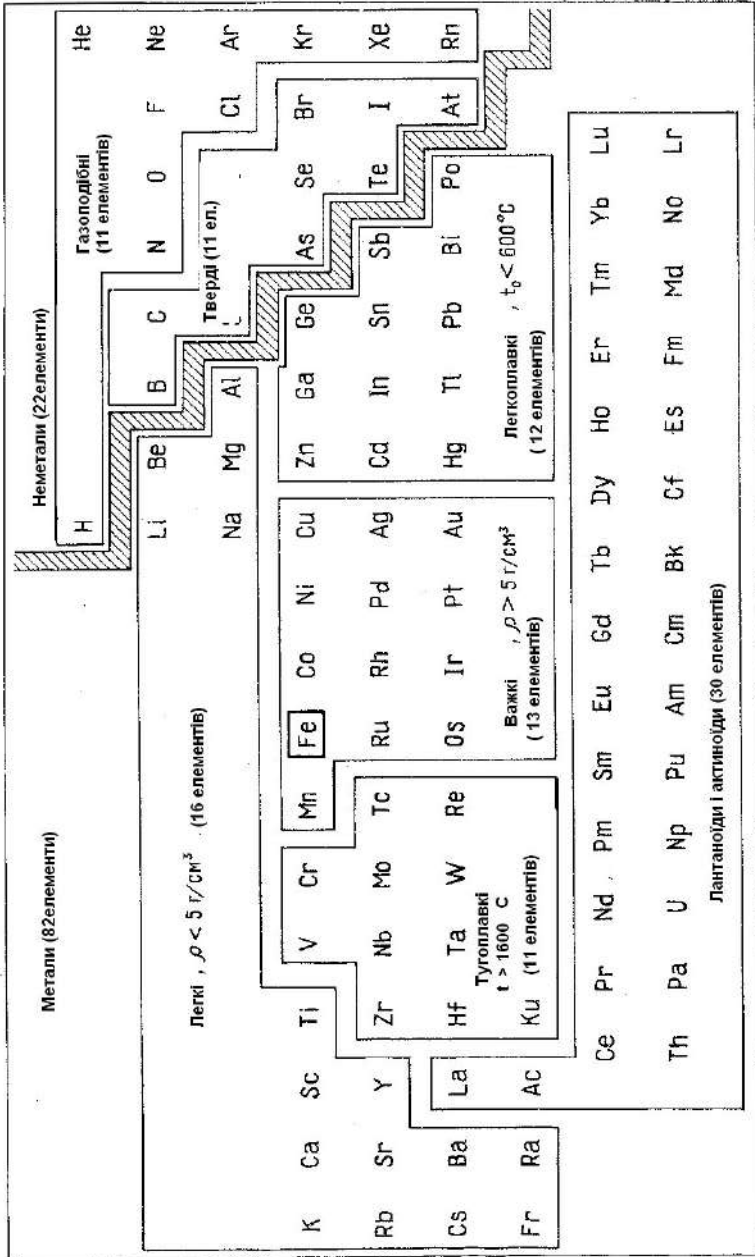 Метали (82елементи) Неметали (22елементи)
H Газоподібні He
(11 елементів)
Li Be B C N O F Ne
Легкі , ρ < 5 г/см³ (16 елементів)
Тверді (11 ел.)
Na Mg Al Cl Ar
K Ca Sc Ti V Cr Mn Fe Co Ni Cu Zn Ga Ge As Se Br Kr
Rb Sr Y Zr Nb Mo Tc Ru Rh Pd Ag Cd In Sn Sb Te I Xe
Cs Ba La Hf Ta W Re Os Ir Pt Au Hg Tl Pb Bi Po At Rn
Тугоплавкі
t > 1600 C
Fr Ra Ac Ku (11 елементів)
Важкі , ρ > 5 г/см³
(13 елементів)
Легкоплавкі , t₀ < 600°C
(12 елементів)
Ce Pr Nd Pm Sm Eu Gd Tb Dy Ho Er Tm Yb Lu
Th Pa U Np Pu Am Cm Bk Cf Es Fm Md No Lr
Лантаноїди і актиноїди (30 елементів)